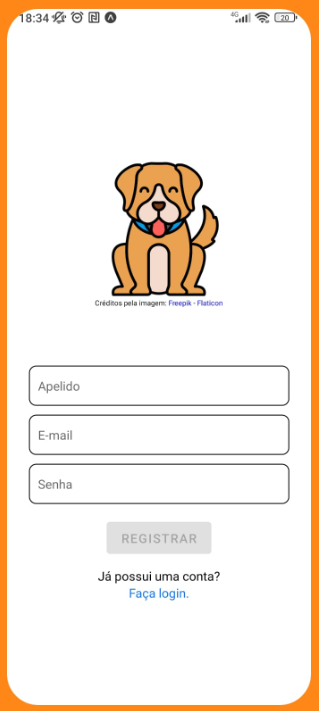 18:34
4G
20
Créditos pela imagem: Freepik - Flaticon
Apelido
E-mail
Senha
REGISTRAR
Já possui uma conta?
Faça login.